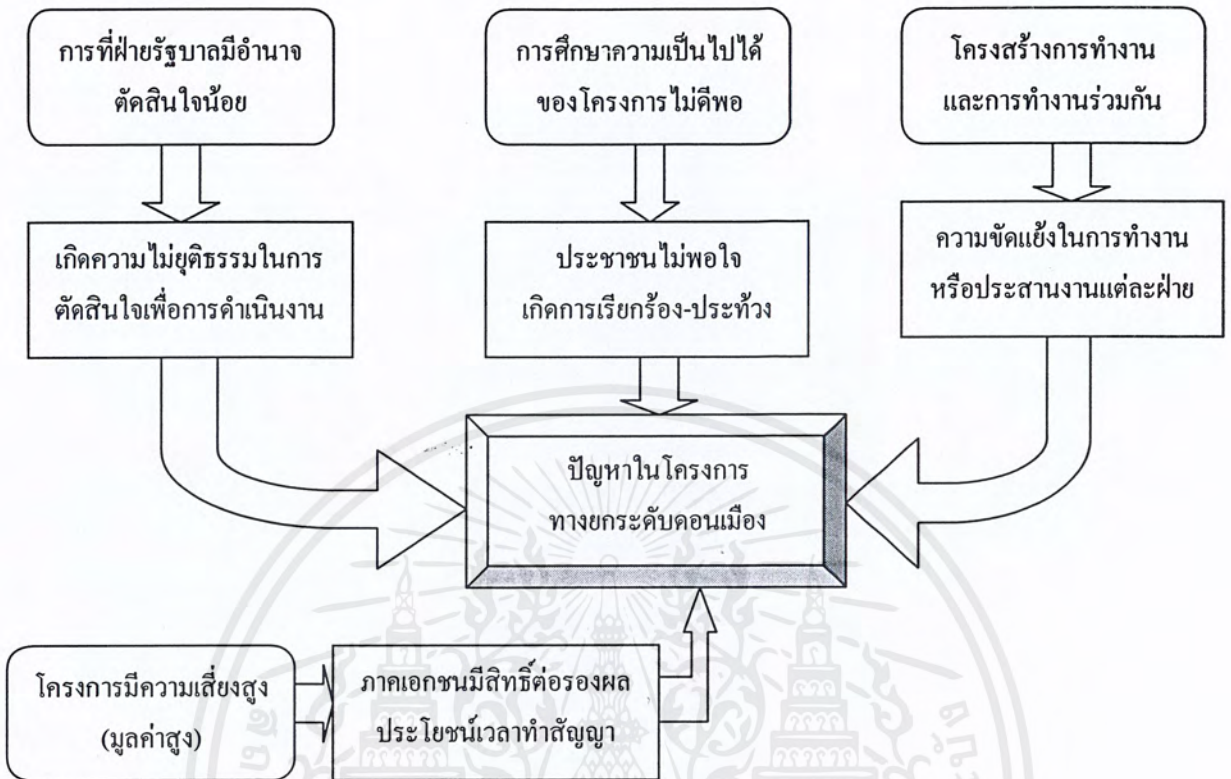 การที่ฝ่ายรัฐบาลมีอำนาจ
ตัดสินใจน้อย
การศึกษาความเป็นไปได้
ของโครงการไม่ดีพอ
โครงสร้างการทำงาน
และการทำงานร่วมกัน
เกิดความไม่ยุติธรรมในการ
ตัดสินใจเพื่อการดำเนินงาน
ประชาชนไม่พอใจ
เกิดการเรียกร้อง-ประท้วง
ความขัดแย้งในการทำงาน
หรือประสานงานแต่ละฝ่าย
ปัญหาในโครงการ
ทางยกระดับดอนเมือง
โครงการมีความเสี่ยงสูง
(มูลค่าสูง)
ภาคเอกชนมีสิทธิ์ต่อรองผล
ประโยชน์เวลาทำสัญญา